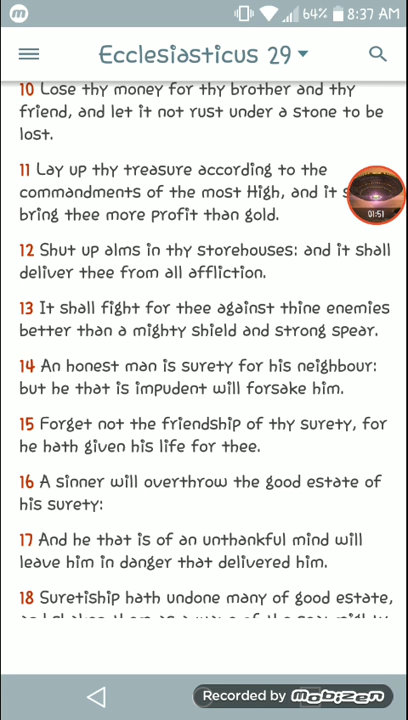 64% 8:37 AM
Ecclesiasticus 29
10 Lose thy money for thy brother and thy
friend, and let it not rust under a stone to be
lost.
11 Lay up thy treasure according to the
commandments of the most High, and it
bring thee more profit than gold.
01:51
12 Shut up alms in thy storehouses: and it shall
deliver thee from all affliction.
13 It shall fight for thee against thine enemies
better than a mighty shield and strong spear.
14 An honest man is surety for his neighbour:
but he that is impudent will forsake him.
15 Forget not the friendship of thy surety, for
he hath given his life for thee.
16 A sinner will overthrow the good estate of
his surety:
17 And he that is of an unthankful mind will
leave him in danger that delivered him.
18 Suretiship hath undone many of good estate,
Recorded by mobizen